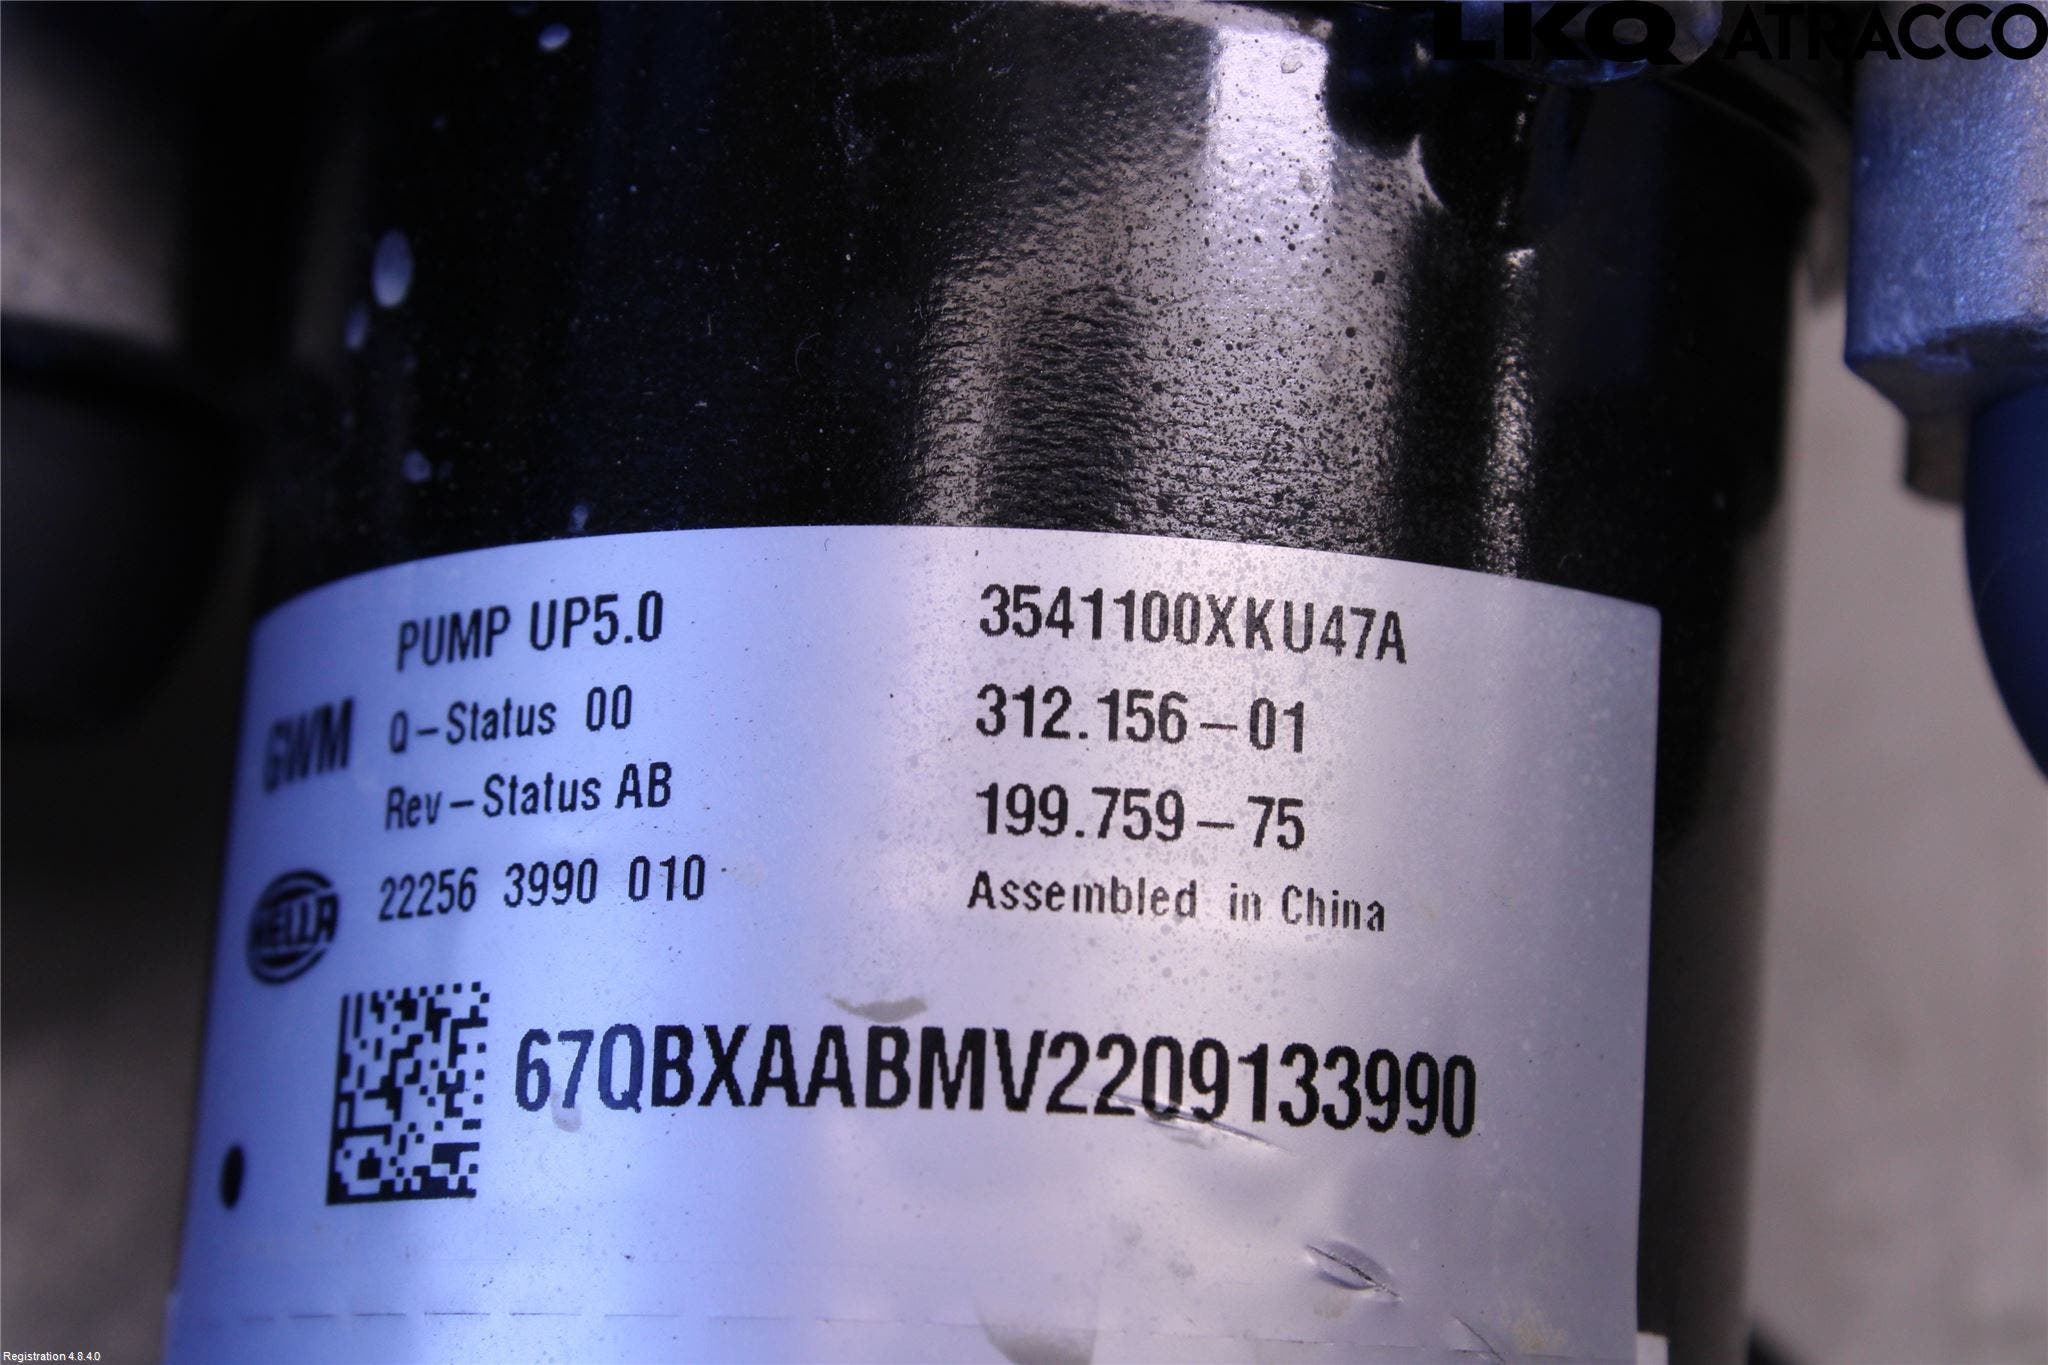 LKQ ATRACCO
PUMP UP5.0
3541100XKU47A
GWM
Q-Status 00
312.156-01
Rev-Status AB
199.759-75
HELLA
22256 3990 010
Assembled in China
67QBXAABMV2209133990
Registration 4.8.4.0